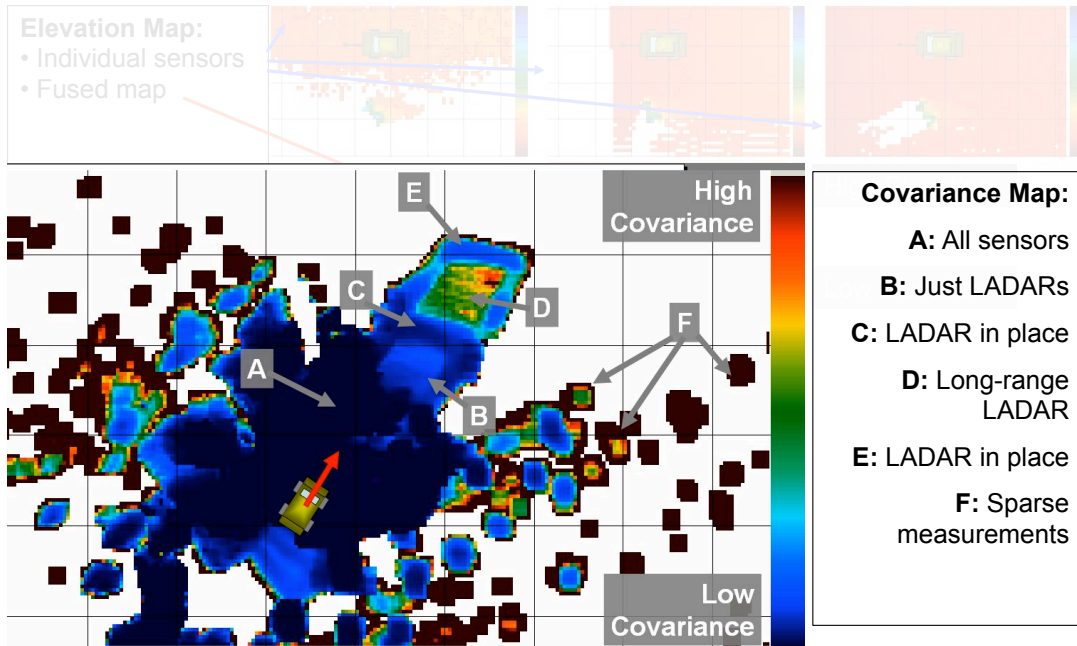 Elevation Map:
• Individual sensors
• Fused map
High
Covariance
E
C
D
F
A
B
Low
Covariance
Covariance Map:
A: All sensors
B: Just LADARs
C: LADAR in place
D: Long-range
LADAR
E: LADAR in place
F: Sparse
measurements